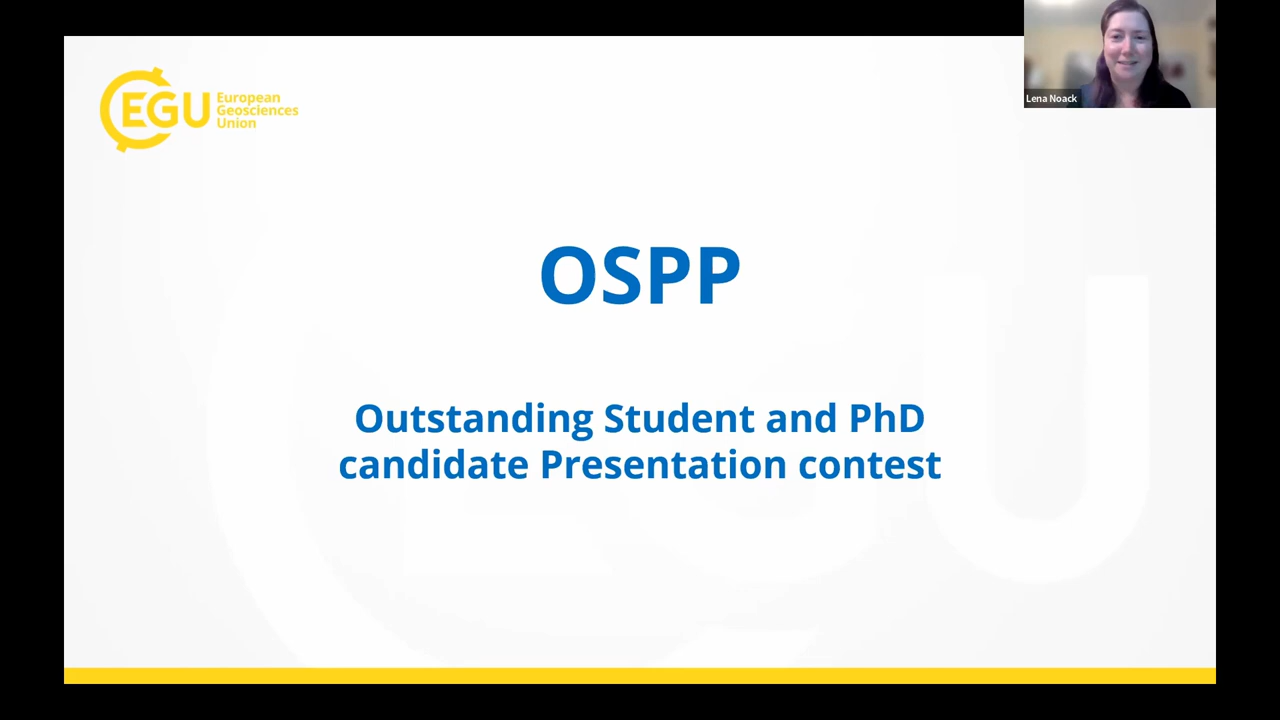 EGU
European
Geosciences
Union
Lena Noack
OSPP
Outstanding Student and PhD
candidate Presentation contest